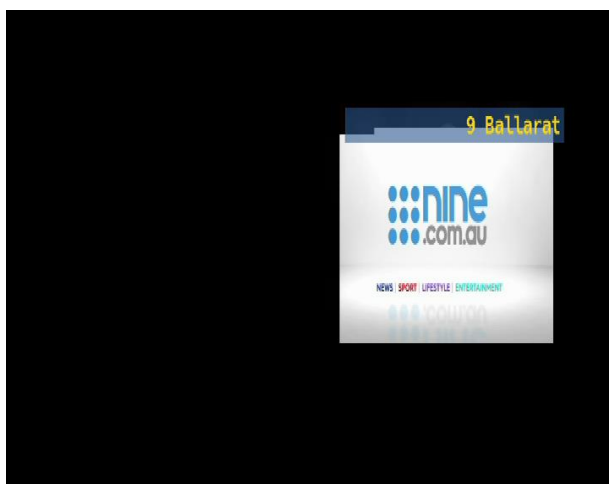 9 Ballarat
nine
.com.au
NEWS | SPORT | LIFESTYLE | ENTERTAINMENT